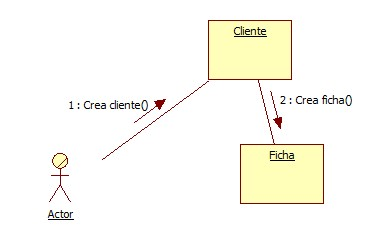 Cliente
1 : Crea cliente()
2 : Crea ficha()
Ficha
Actor